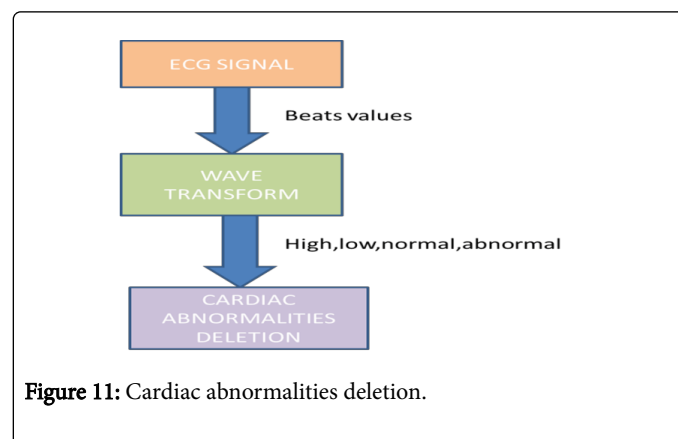 ECG SIGNAL
Beats values
WAVE
TRANSFORM
High,low,normal,abnormal
CARDIAC
ABNORMALITIES
DELETION
Figure 11: Cardiac abnormalities deletion.